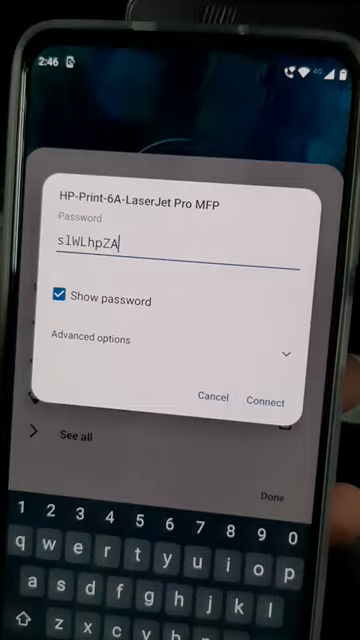 2:46
4G
HP-Print-6A-LaserJet Pro MFP
Password
slWLhpZA
Show password
Advanced options
Cancel Connect
See all
Done
1 2 3 4 5 6 7 8 9 0
q w e r t y u i o p
a s d f g h j k l
z x c v b n m